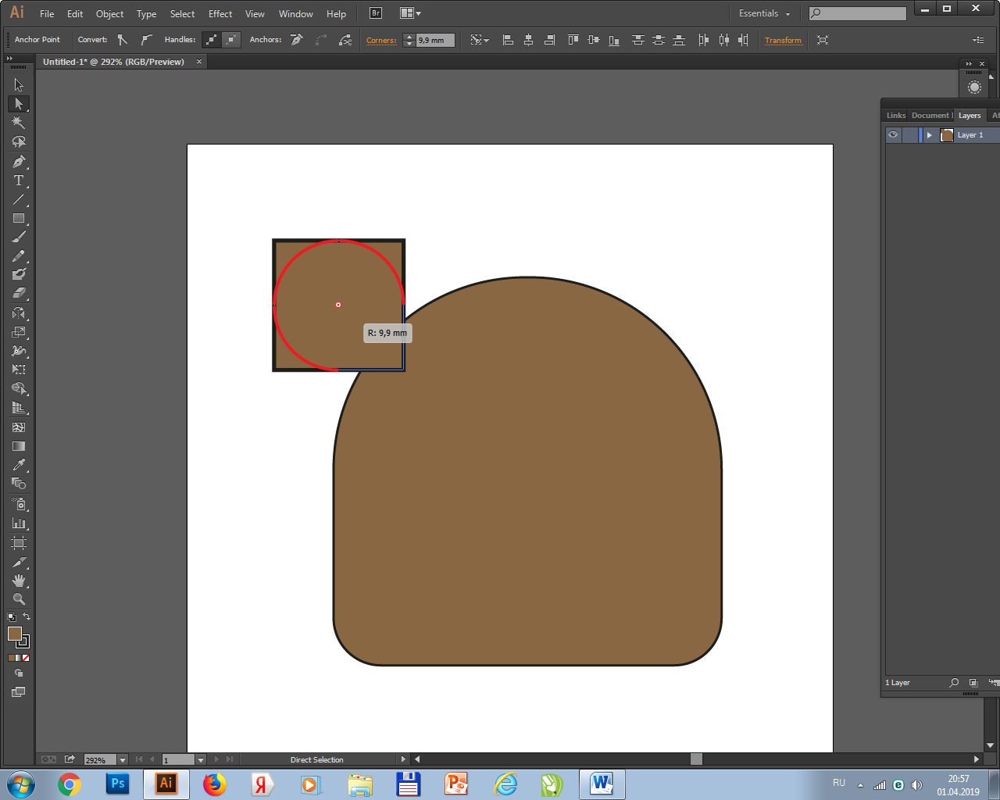 Ai File Edit Object Type Select Effect View Window Help Br Essentials
Anchor Point Convert: Handles: Anchors: Corners: 9,9 mm Transform
Untitled-1* @ 292% (RGB/Preview)
Links Document Layers At
Layer 1
R: 9,9 mm
T
1 Layer
292% 1 Direct Selection
Ps Ai Я P W RU 20:57
01.04.2019